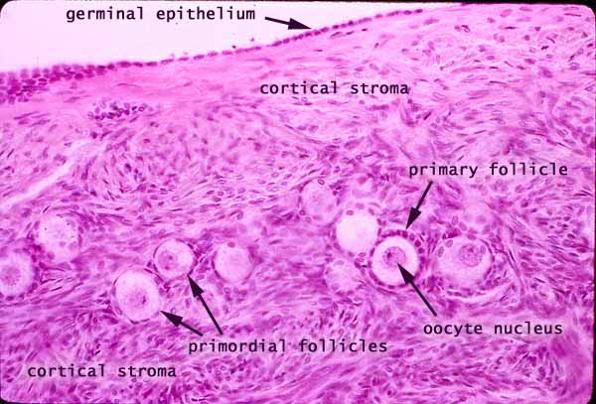 germinal epithelium
cortical stroma
primary follicle
oocyte nucleus
primordial follicles
cortical stroma